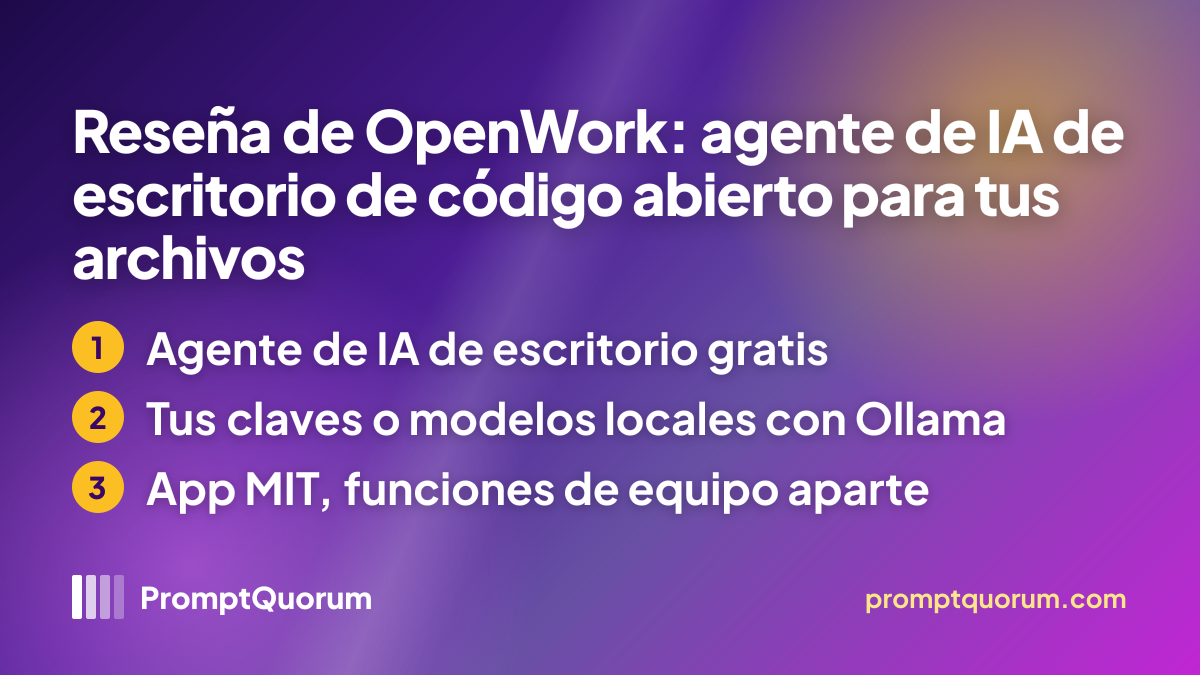 Reseña de OpenWork: agente de IA de
escritorio de código abierto para tus
archivos
1 Agente de IA de escritorio gratis
2 Tus claves o modelos locales con Ollama
3 App MIT, funciones de equipo aparte
PromptQuorum
promptquorum.com